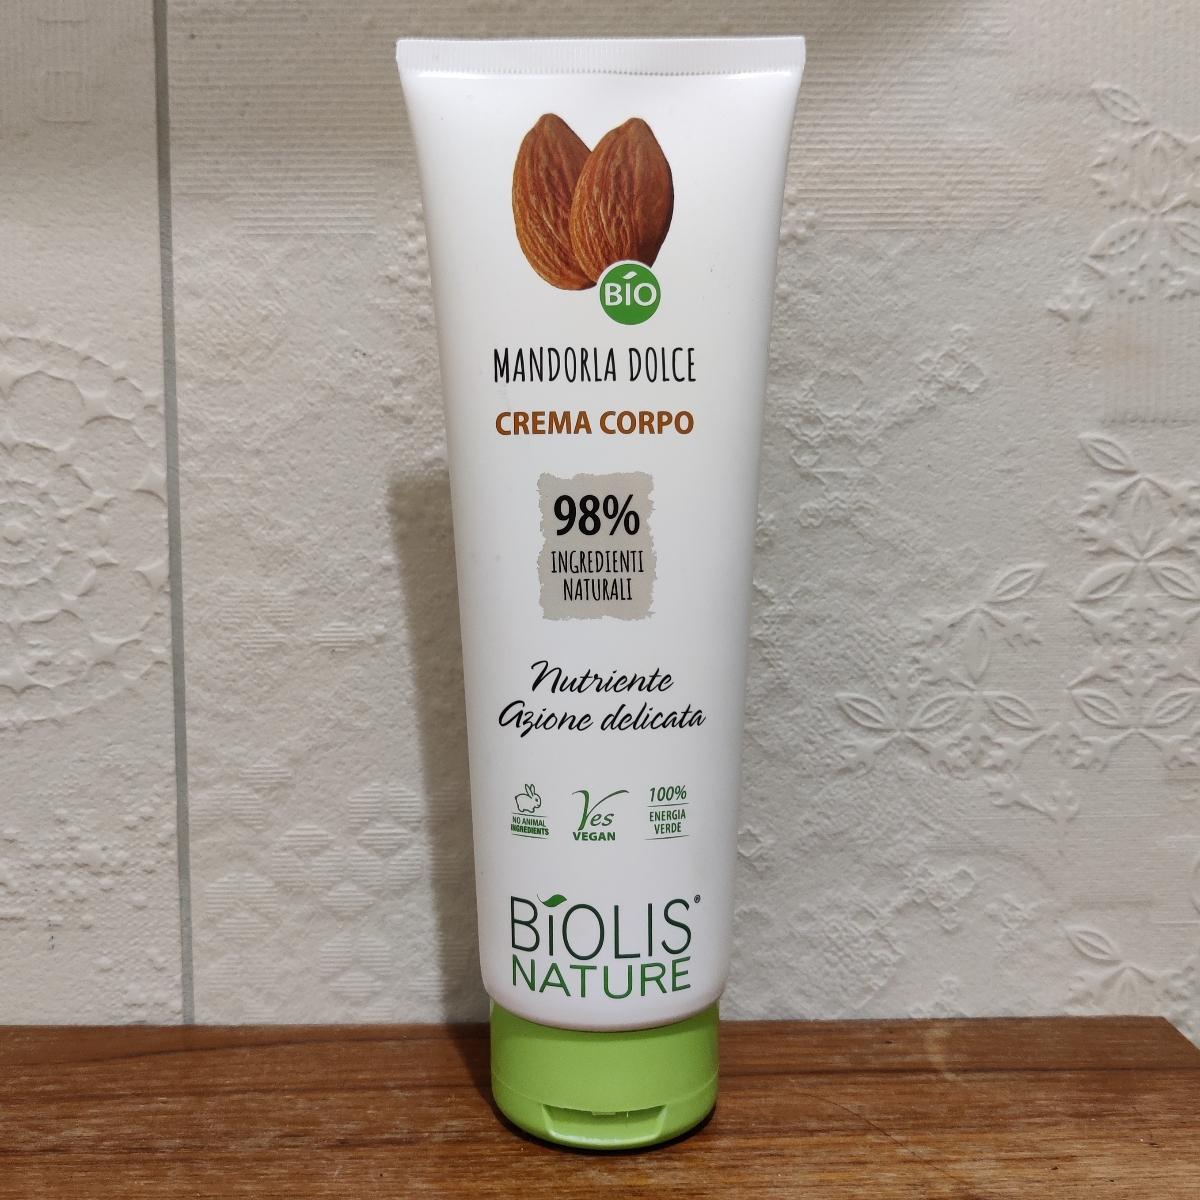 BIO
MANDORLA DOLCE
CREMA CORPO
98%
INGREDIENTI
NATURALI
Nutriente
Azione delicata
NO ANIMAL
INGREDIENTS
Yes
VEGAN
100%
ENERGIA
VERDE
BiOLIS®
NATURE